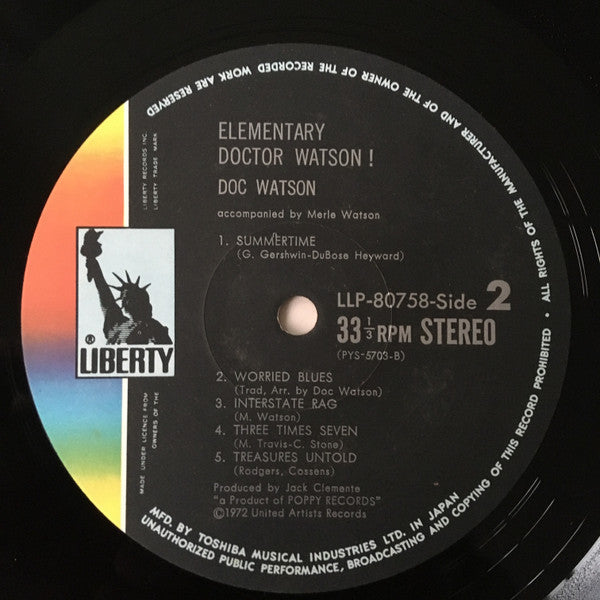 ELEMENTARY
DOCTOR WATSON !
DOC WATSON
accompanied by Merle Watson
1. SUMMERTIME
(G. Gershwin-DuBose Heyward)
LLP-80758-Side 2
33 1/3 RPM STEREO
(PYS-5703-B)
2. WORRIED BLUES
(Trad, Arr. by Doc Watson)
3. INTERSTATE RAG
(M. Watson)
4. THREE TIMES SEVEN
(M. Travis-C. Stone)
5. TREASURES UNTOLD
(Rodgers, Cossens)
Produced by Jack Clemente
"a Product of POPPY RECORDS"
©1972 United Artists Records
LIBERTY
LIBERTY RECORDS INC.
LIBERTY TRADE MARK
MADE UNDER LICENCE FROM
OWNERS OF THE
MFD. BY TOSHIBA MUSICAL INDUSTRIES LTD. IN JAPAN
ALL RIGHTS OF THE MANUFACTURER AND OF THE OWNER OF THE RECORDED WORK ARE RESERVED
UNAUTHORIZED PUBLIC PERFORMANCE, BROADCASTING AND COPYING OF THIS RECORD PROHIBITED •